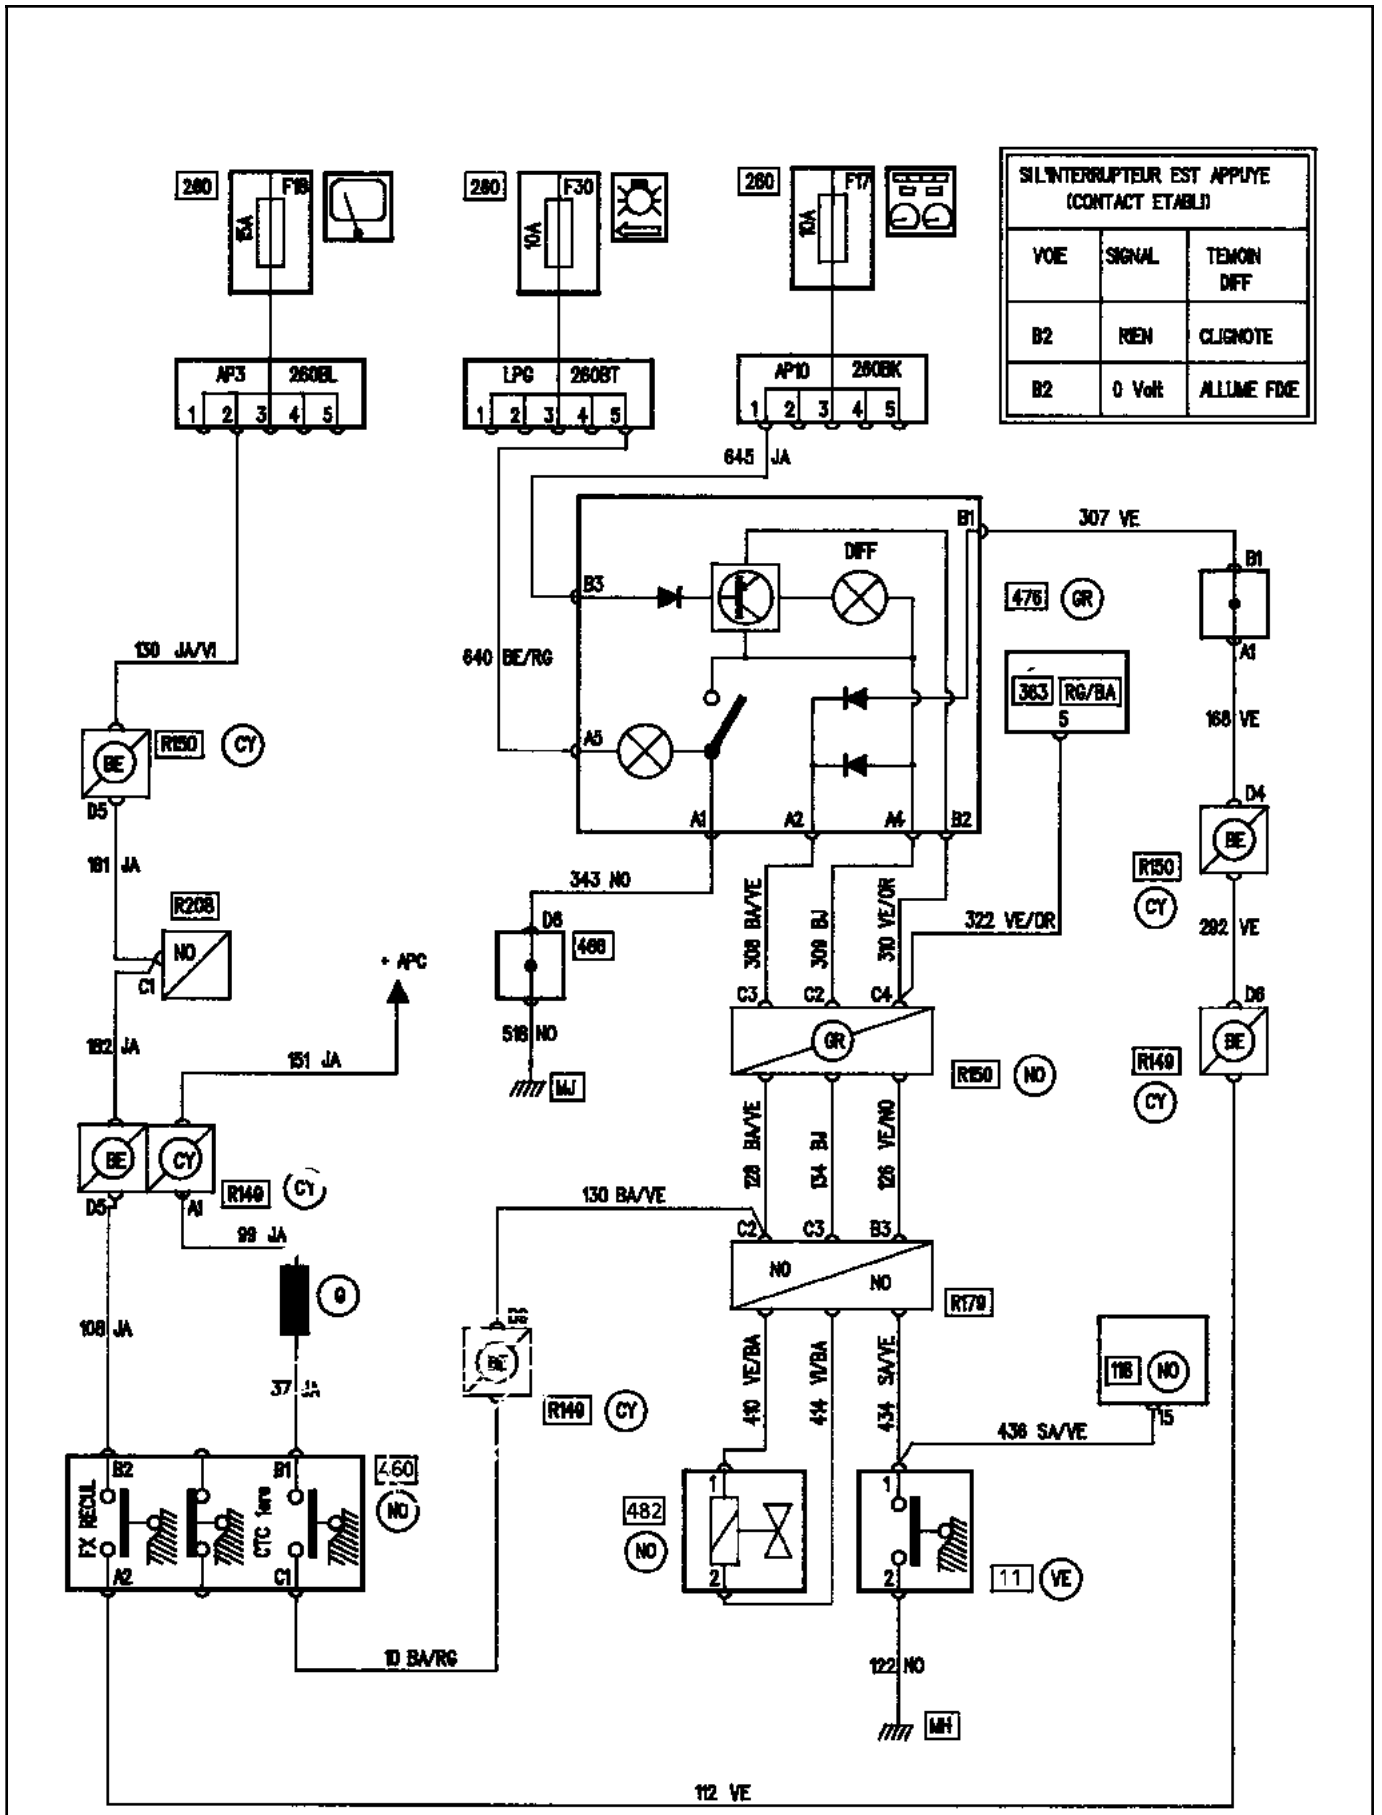 260
F18
15A
260
F30
10A
260
F17
10A
SI L'INTERRUPTEUR EST APPUYE
(CONTACT ETABLI)
VOIE SIGNAL TEMOIN
DIFF
B2 RIEN CLIGNOTE
B2 0 Volt ALLUME FIXE
AP3 260BL
1 2 3 4 5
LPG 260BT
1 2 3 4 5
AP10 260BK
1 2 3 4 5
645 JA
B1
307 VE
DIFF
B3
B1
476 GR
A1
130 JA/VI
640 BE/RG
363 RG/BA
5
168 VE
R150 CY
BE
D5
A5
D4
BE
R150
CY
A1 A2 A4 B2
181 JA
343 NO
308 BA/VE
309 BJ
310 VE/OR
322 VE/OR
292 VE
R208
NO
C1
D6
468
+ APC
C3 C2 C4
D6
GR
BE
R149
CY
R150 NO
182 JA
151 JA
518 NO
MJ
BE CY
R149 CY
D5 A1
128 BA/VE
134 BJ
126 VE/NO
130 BA/VE
99 JA
C2 C3 B3
NO
NO
R179
Q
108 JA
37 JA
BE
R149 CY
410 VE/BA
414 VI/BA
434 SA/VE
118 NO
15
436 SA/VE
B2 B1
460
NO
FX RECUL
CTC 1ere
A2 C1
482
NO
1
2
1
2
11 VE
10 BA/RG
122 NO
MH
112 VE